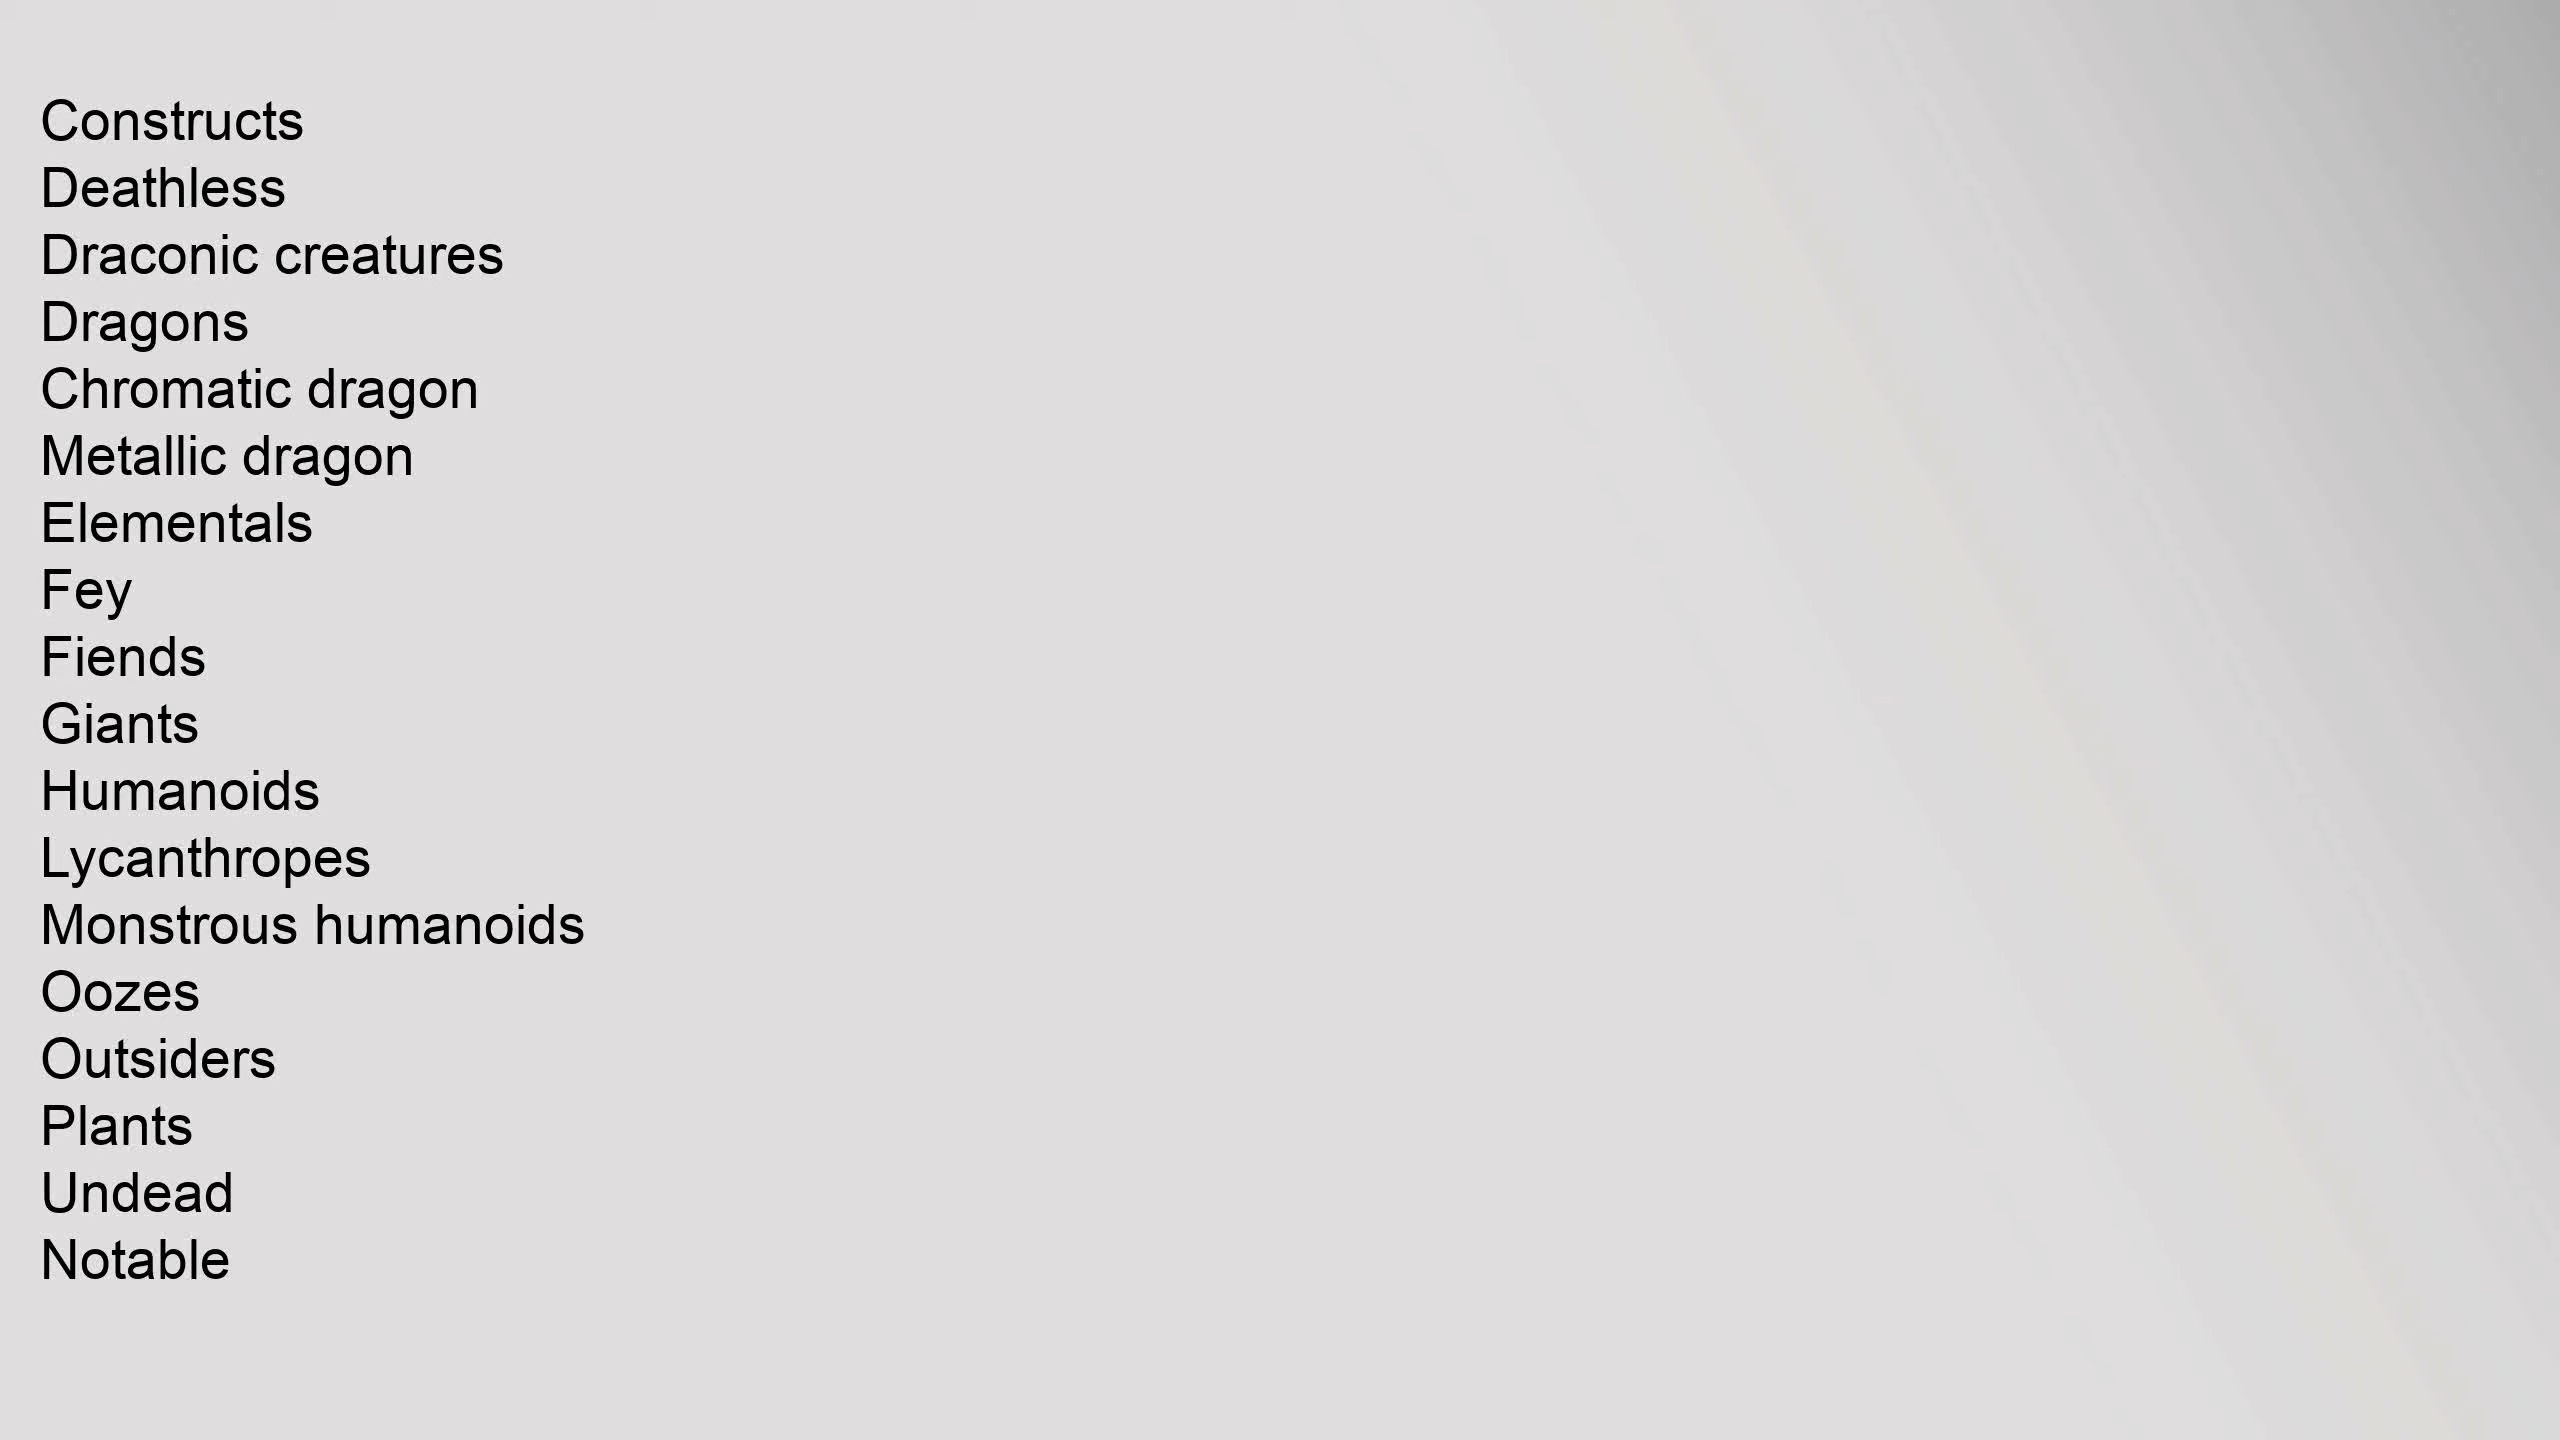 Constructs
Deathless
Draconic creatures
Dragons
Chromatic dragon
Metallic dragon
Elementals
Fey
Fiends
Giants
Humanoids
Lycanthropes
Monstrous humanoids
Oozes
Outsiders
Plants
Undead
Notable